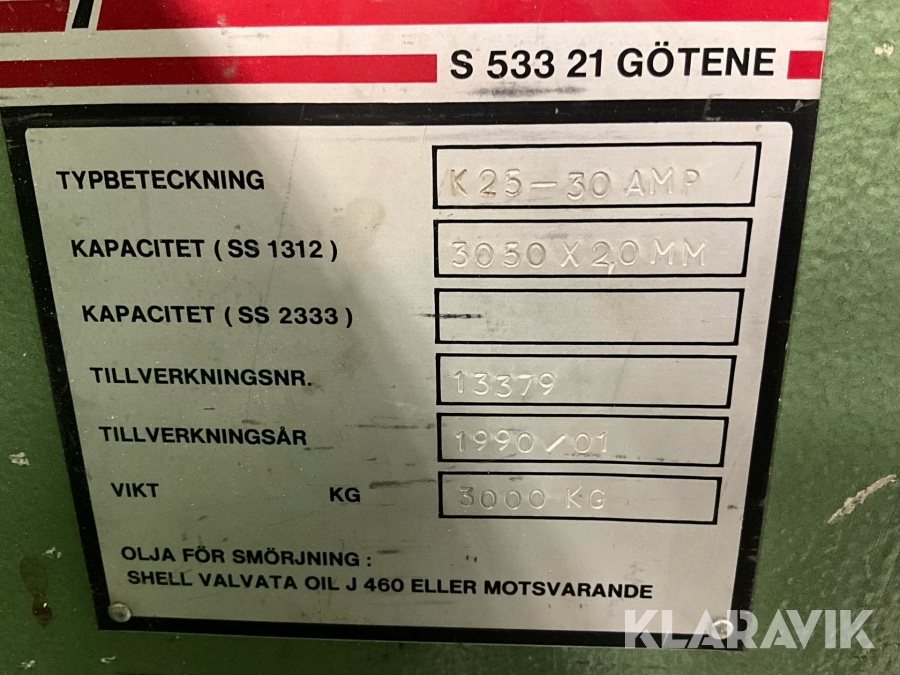 S 533 21 GÖTENE
TYPBETECKNING K25-30 AMP
KAPACITET ( SS 1312 ) 3050 X 2,0 MM
KAPACITET ( SS 2333 )
TILLVERKNINGSNR. 13379
TILLVERKNINGSÅR 1990/01
VIKT KG 3000 KG
OLJA FÖR SMÖRJNING :
SHELL VALVATA OIL J 460 ELLER MOTSVARANDE
KLARAVIK